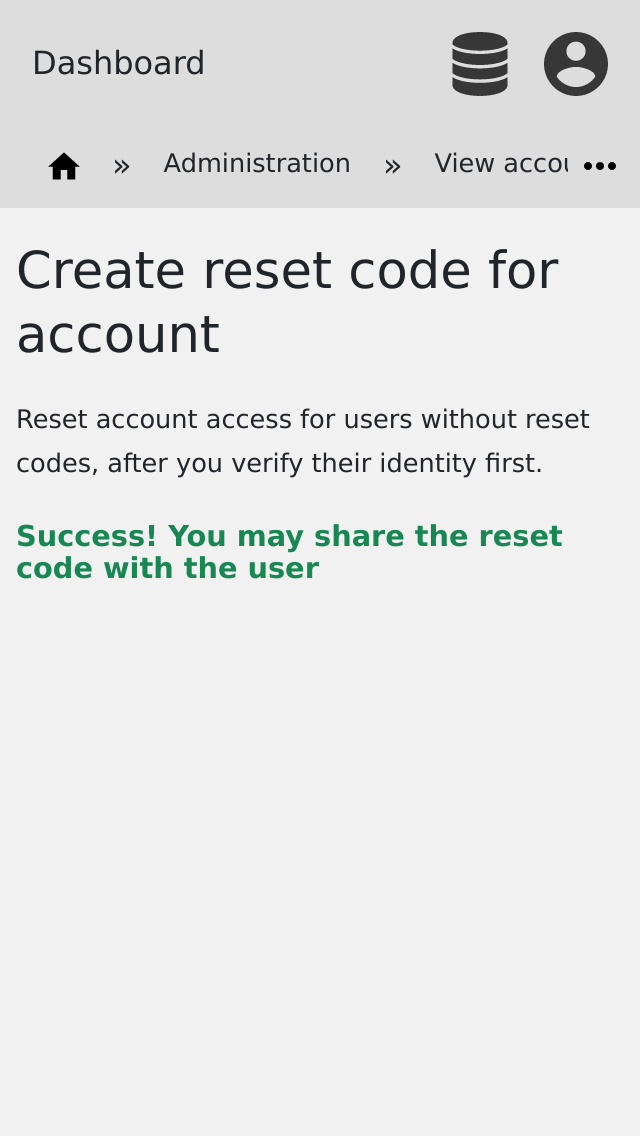 Dashboard
» Administration » View accou
Create reset code for
account
Reset account access for users without reset
codes, after you verify their identity first.
Success! You may share the reset
code with the user